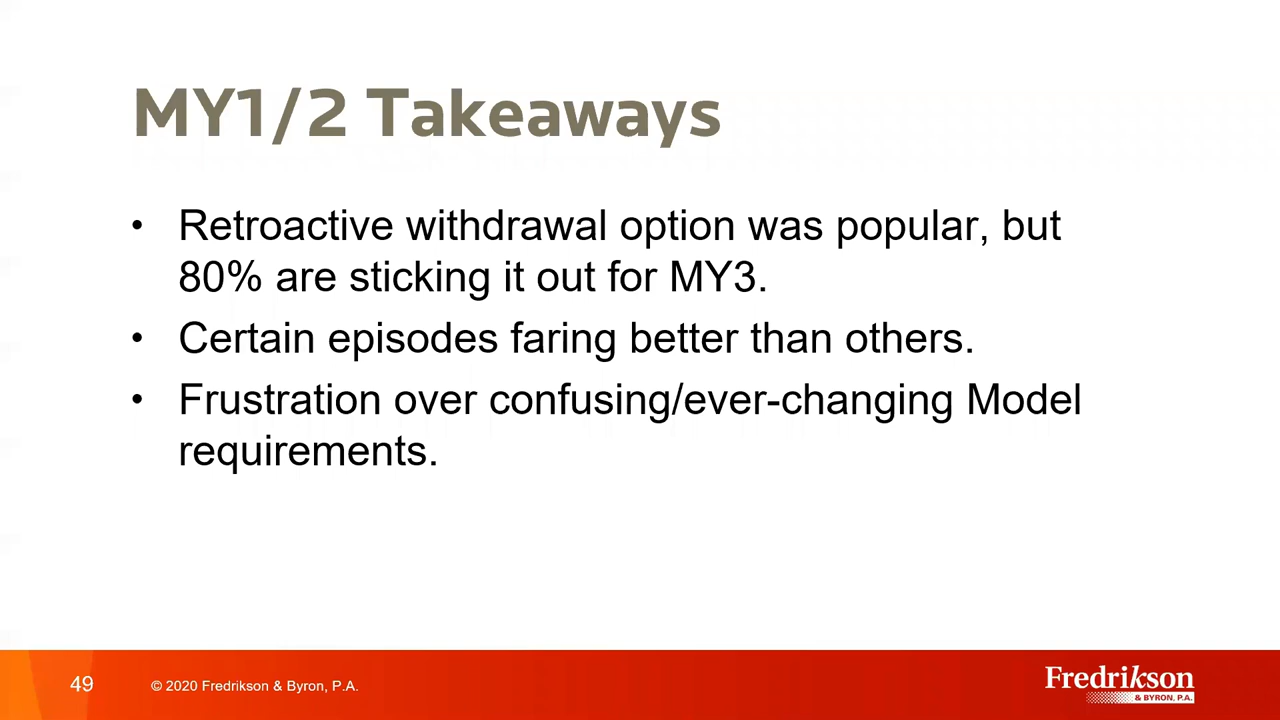 MY1/2 Takeaways
• Retroactive withdrawal option was popular, but
80% are sticking it out for MY3.
• Certain episodes faring better than others.
• Frustration over confusing/ever-changing Model
requirements.
49
© 2020 Fredrikson & Byron, P.A.
Fredrikson
& BYRON, P.A.